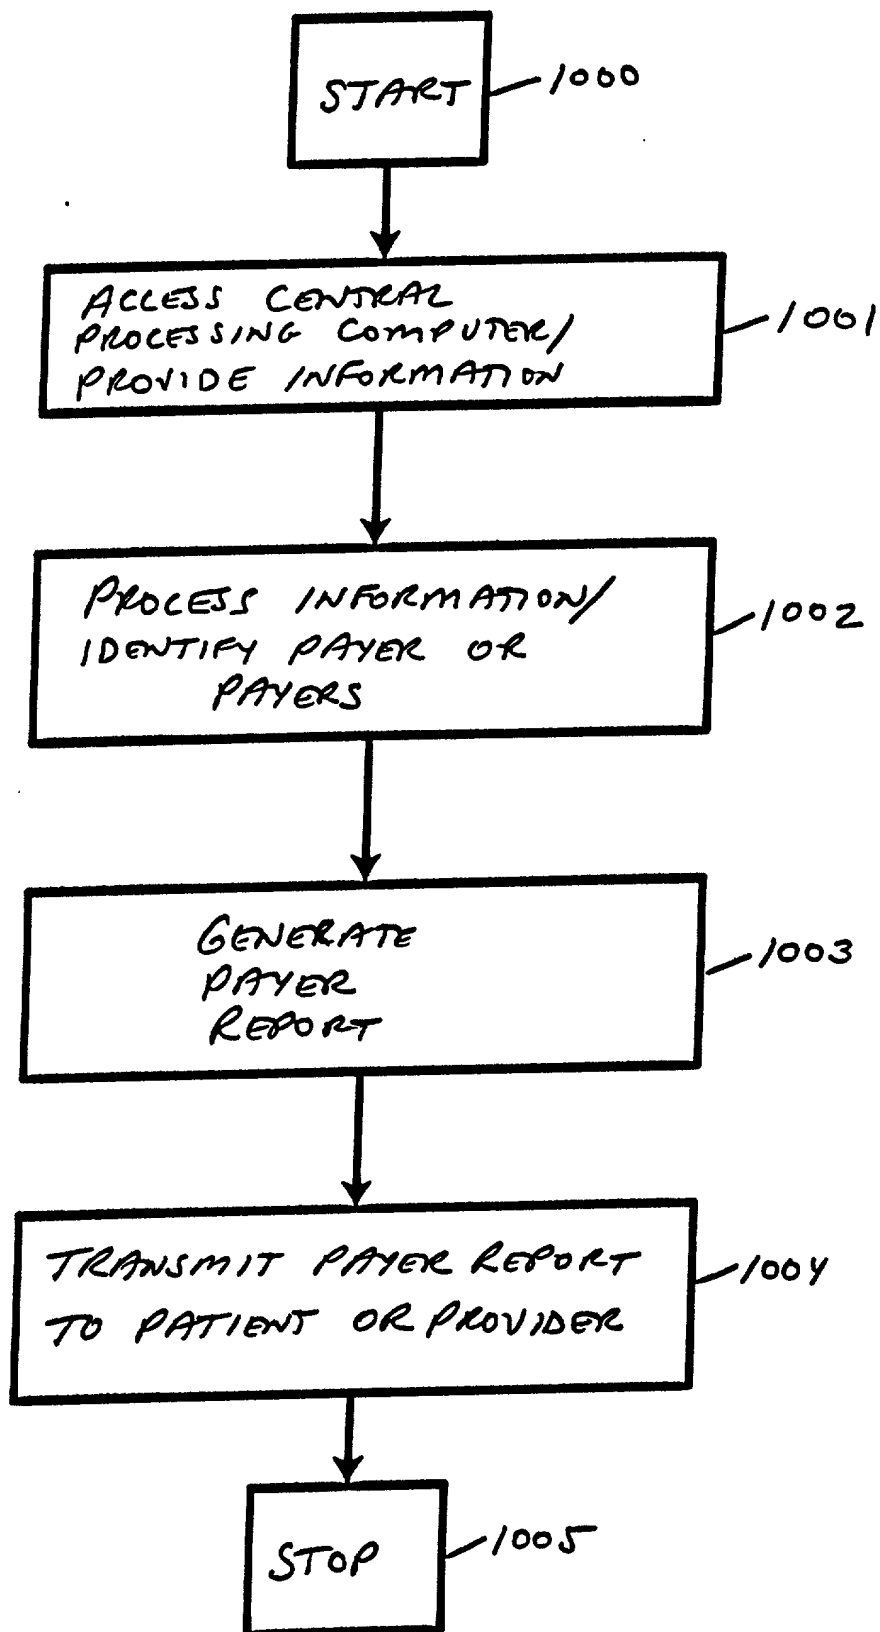 START
1000
ACCESS CENTRAL
PROCESSING COMPUTER/
PROVIDE INFORMATION
1001
PROCESS INFORMATION/
IDENTIFY PAYER OR
PAYERS
1002
GENERATE
PAYER
REPORT
1003
TRANSMIT PAYER REPORT
TO PATIENT OR PROVIDER
1004
STOP
1005